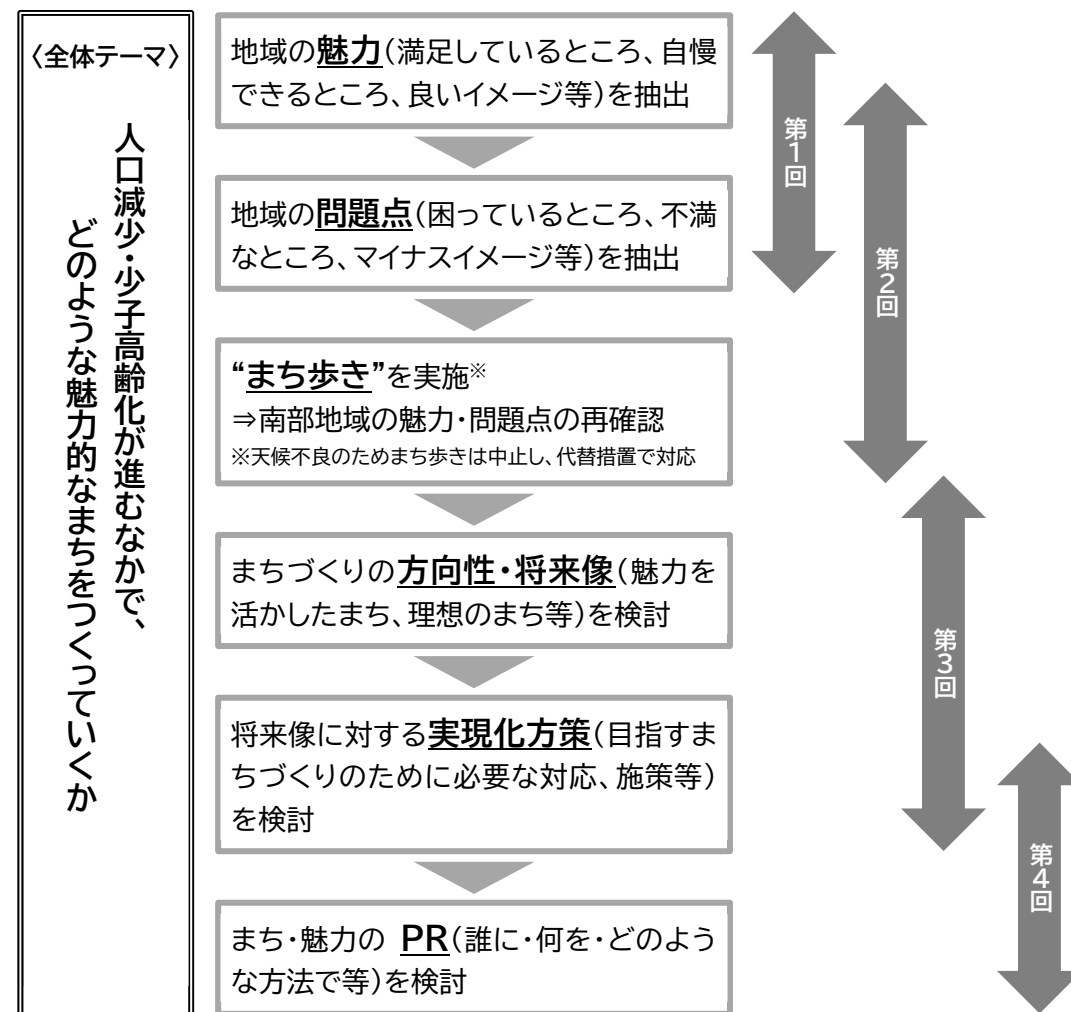 〈全体テーマ〉
人口減少・少子高齢化が進むなかで、
どのような魅力的なまちをつくっていくか
地域の魅力(満足しているところ、自慢
できるところ、良いイメージ等)を抽出
地域の問題点(困っているところ、不満
なところ、マイナスイメージ等)を抽出
“まち歩き”を実施※
⇒南部地域の魅力・問題点の再確認
※天候不良のためまち歩きは中止し、代替措置で対応
まちづくりの方向性・将来像(魅力を
活かしたまち、理想のまち等)を検討
将来像に対する実現化方策(目指すま
ちづくりのために必要な対応、施策等)
を検討
まち・魅力の PR(誰に・何を・どのよう
な方法で等)を検討
第1回
第2回
第3回
第4回